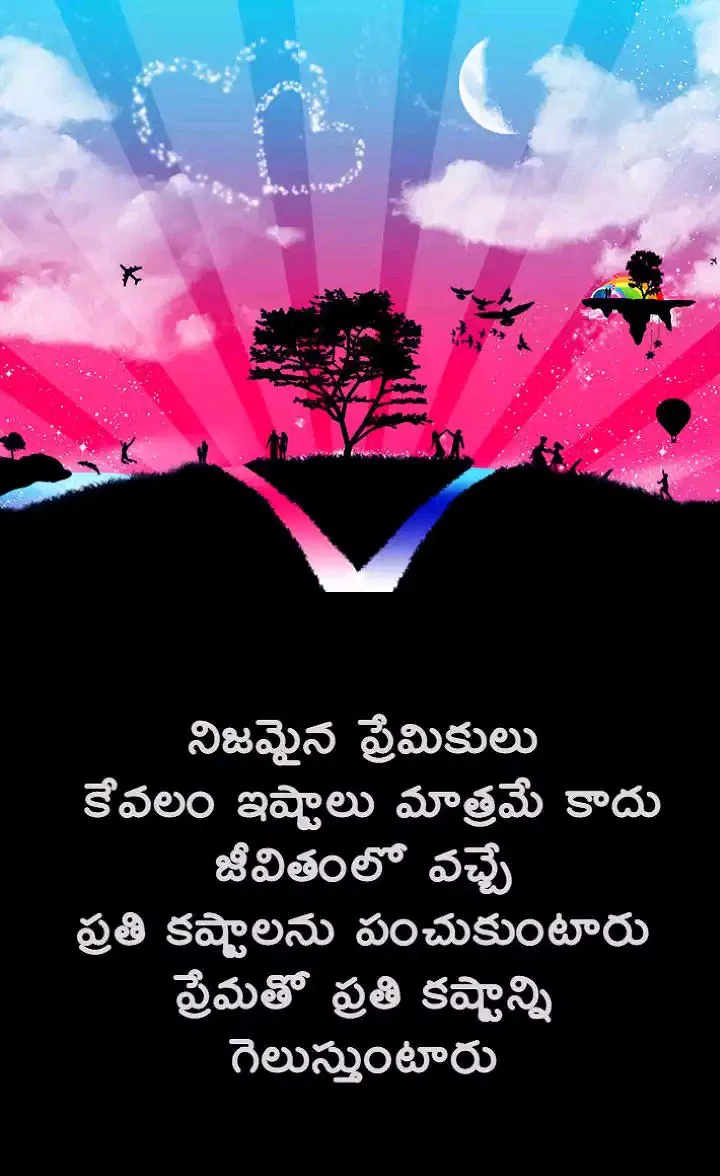 నిజమైన ప్రేమికులు
కేవలం ఇష్టాలు మాత్రమే కాదు
జీవితంలో వచ్చే
ప్రతి కష్టాలను పంచుకుంటారు
ప్రేమతో ప్రతి కష్టాన్ని
గెలుస్తుంటారు